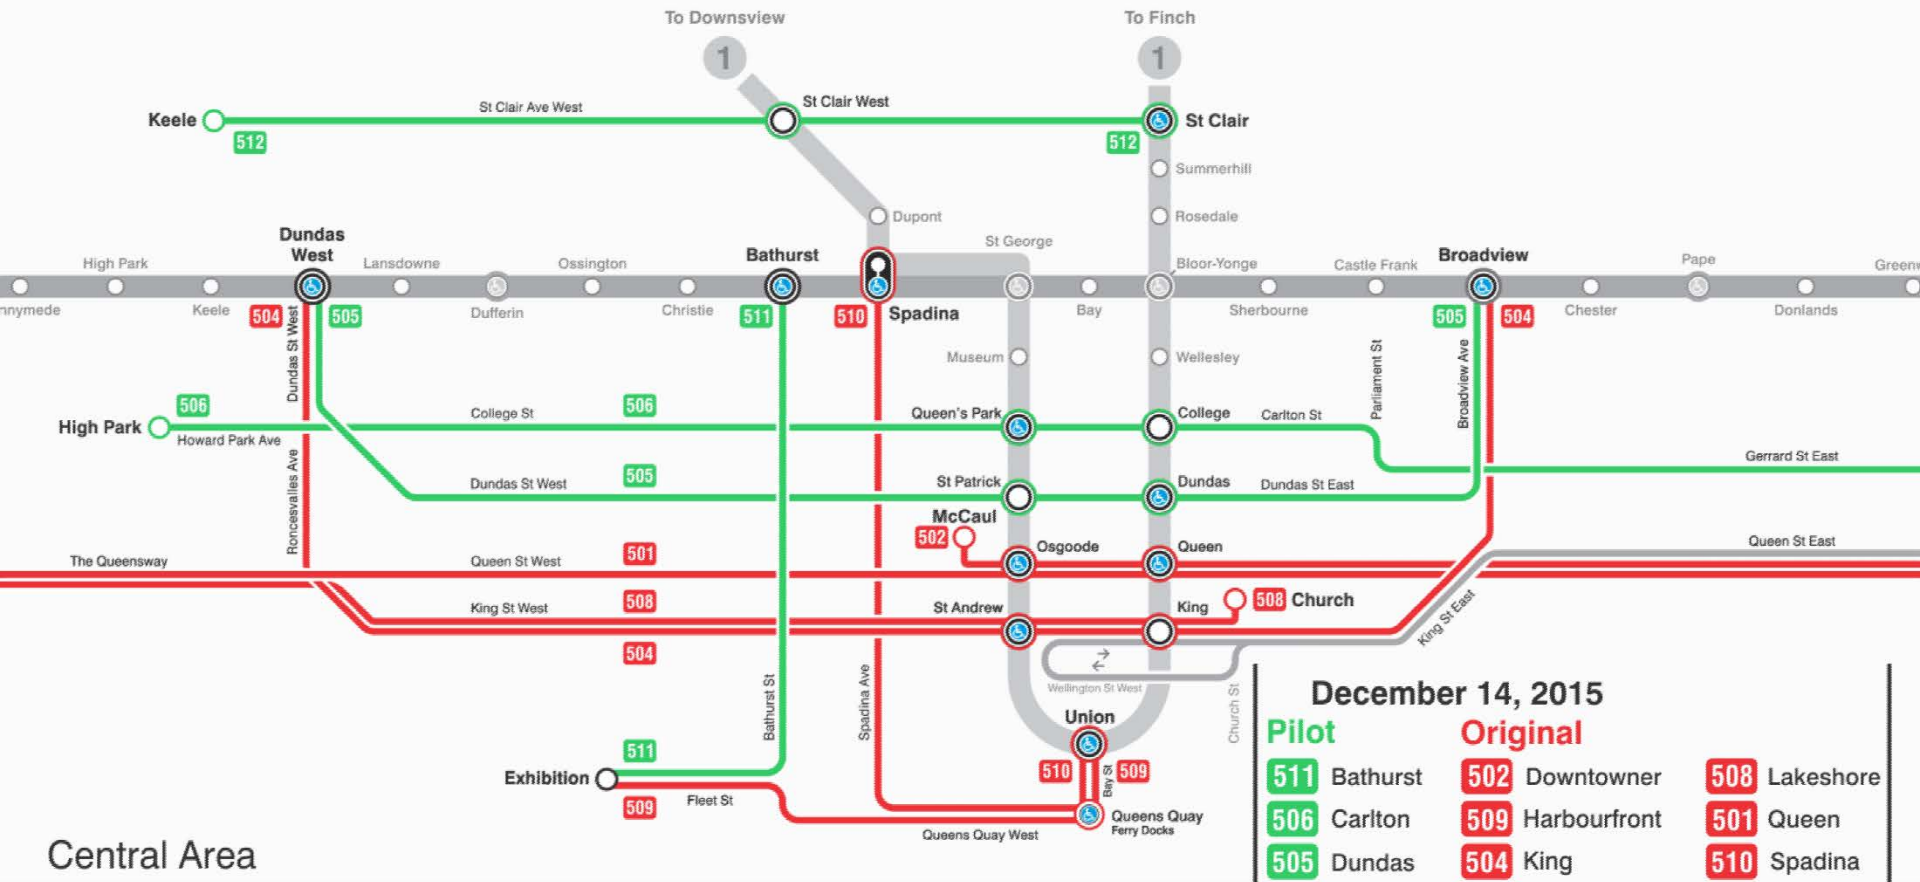 To Downsview
To Finch
1
1
St Clair Ave West
St Clair West
Keele
St Clair
512
512
Summerhill
Dupont
Rosedale
Dundas
West
St George
High Park
Lansdowne
Ossington
Bathurst
Bloor-Yonge
Castle Frank
Broadview
Pape
Greenw
nnymede
Keele
504
505
Dufferin
Christie
511
510
Spadina
Bay
Sherbourne
505
504
Chester
Donlands
Dundas St West
Museum
Wellesley
Parliament St
Broadview Ave
506
College St
506
Queen's Park
College
Carlton St
High Park
Howard Park Ave
Roncesvalles Ave
Gerrard St East
505
Dundas St West
St Patrick
Dundas
Dundas St East
McCaul
502
Osgoode
Queen
Queen St East
The Queensway
Queen St West
501
King St West
508
St Andrew
King
508 Church
504
King St East
Wellington St West
Church St
Bathurst St
Spadina Ave
Union
511
Exhibition
509
Fleet St
510
Bay St
509
Queens Quay
Ferry Docks
Queens Quay West
Central Area
December 14, 2015
Pilot
Original
511 Bathurst
502 Downtowner
508 Lakeshore
506 Carlton
509 Harbourfront
501 Queen
505 Dundas
504 King
510 Spadina